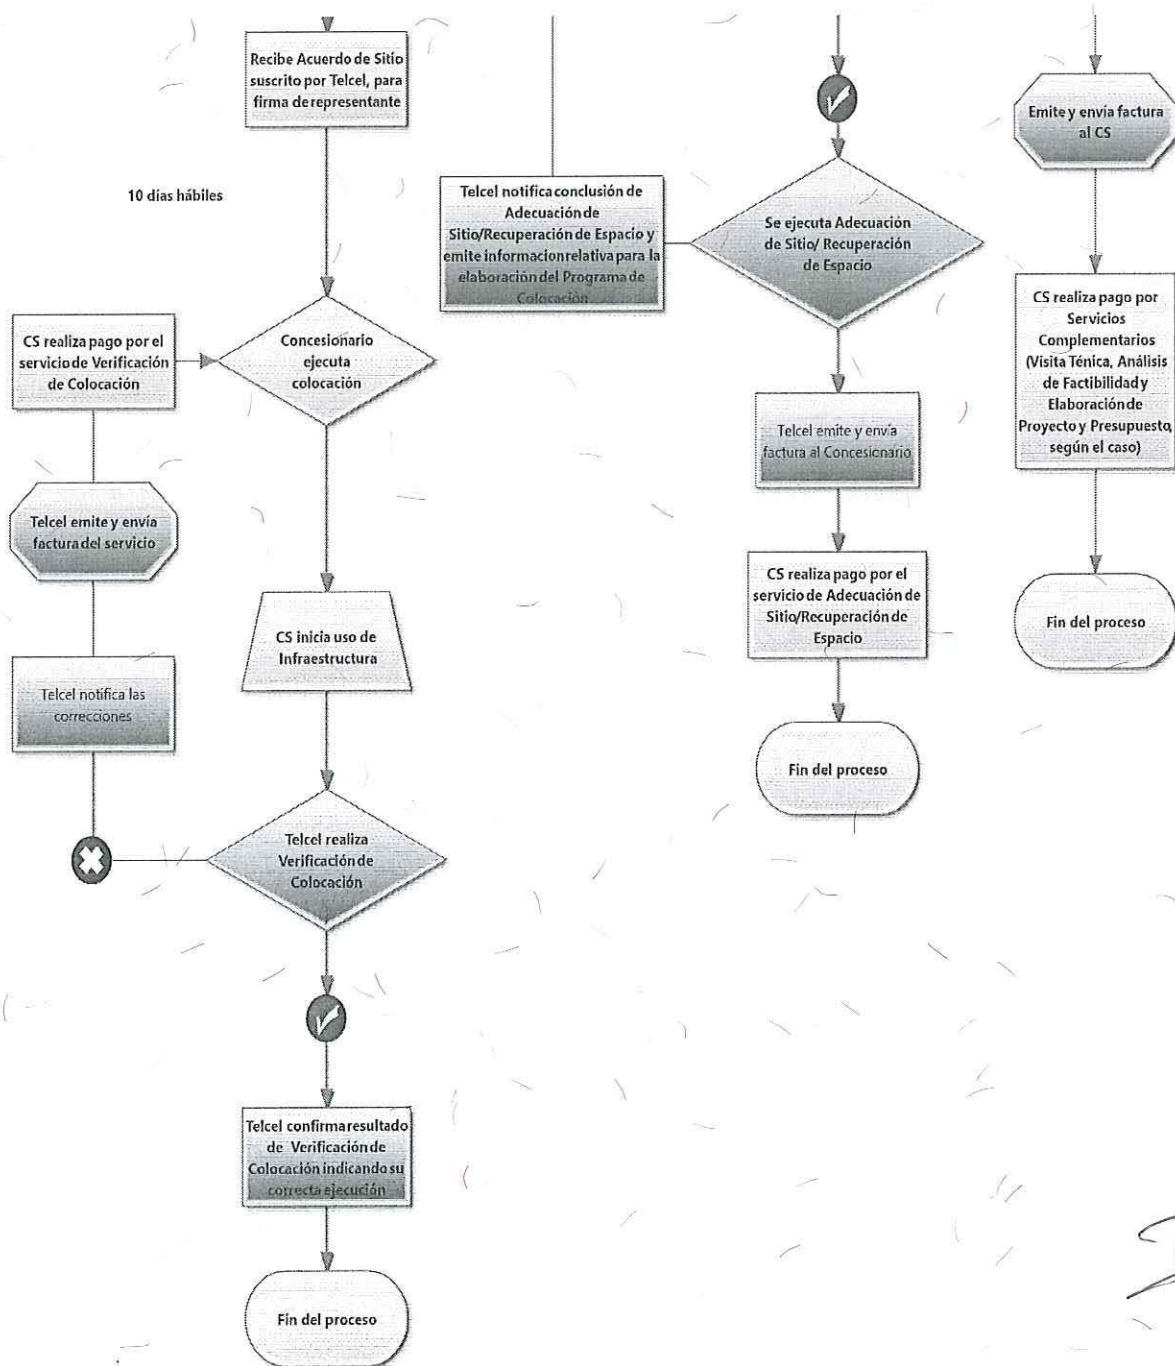 Recibe Acuerdo de Sitio
suscrito por Telcel, para
firma de representante
10 días hábiles
CS realiza pago por el
servicio de Verificación
de Colocación
Concesionario
ejecuta
colocación
Telcel emite y envía
factura del servicio
CS inicia uso de
Infraestructura
Telcel notifica las
correcciones
Telcel realiza
Verificación de
Colocación
Telcel confirma resultado
de Verificación de
Colocación indicando su
correcta ejecución
Fin del proceso
Telcel notifica conclusión de
Adecuación de
Sitio/Recuperación de Espacio y
emite informacion relativa para la
elaboración del Programa de
Colocación
Se ejecuta Adecuación
de Sitio/ Recuperación
de Espacio
Telcel emite y envía
factura al Concesionario
CS realiza pago por el
servicio de Adecuación de
Sitio/Recuperación de
Espacio
Fin del proceso
Emite y envía factura
al CS
CS realiza pago por
Servicios
Complementarios
(Visita Ténica, Análisis
de Factibilidad y
Elaboración de
Proyecto y Presupuesto,
según el caso)
Fin del proceso